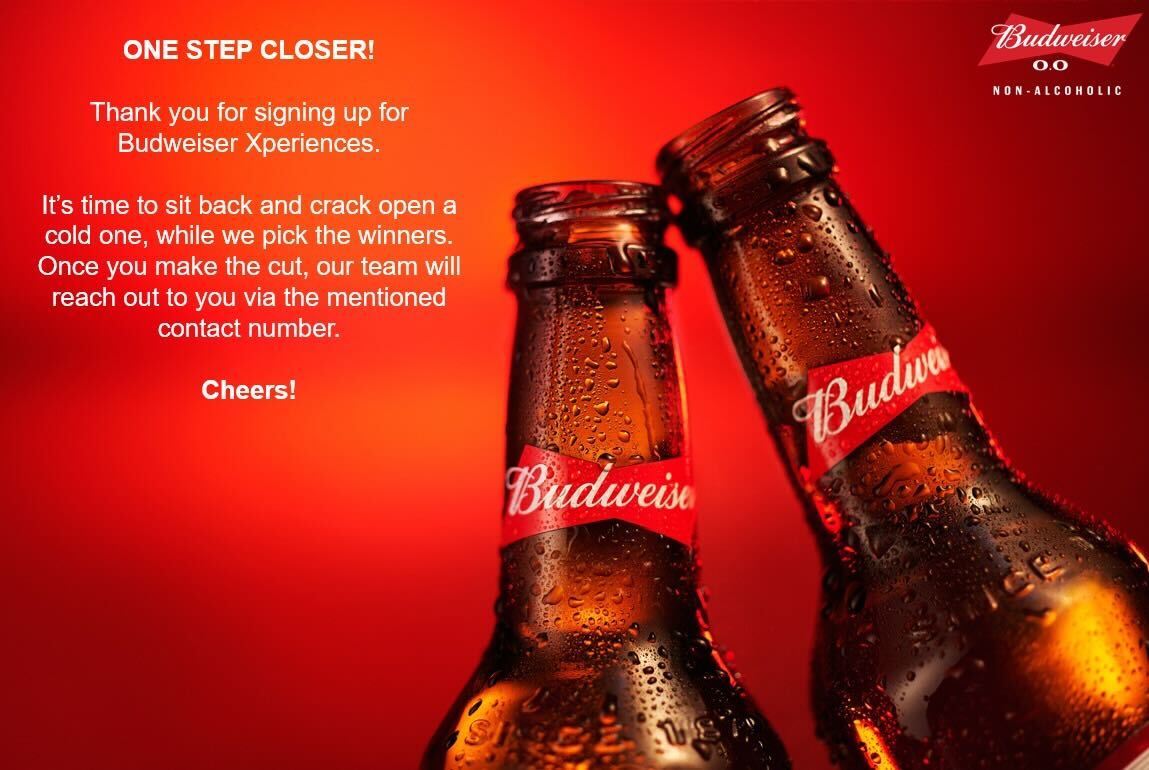 ONE STEP CLOSER!
Thank you for signing up for
Budweiser Xperiences.
It’s time to sit back and crack open a
cold one, while we pick the winners.
Once you make the cut, our team will
reach out to you via the mentioned
contact number.
Cheers!
Budweiser
0.0
NON-ALCOHOLIC
Budweise
Budwei
SINCE